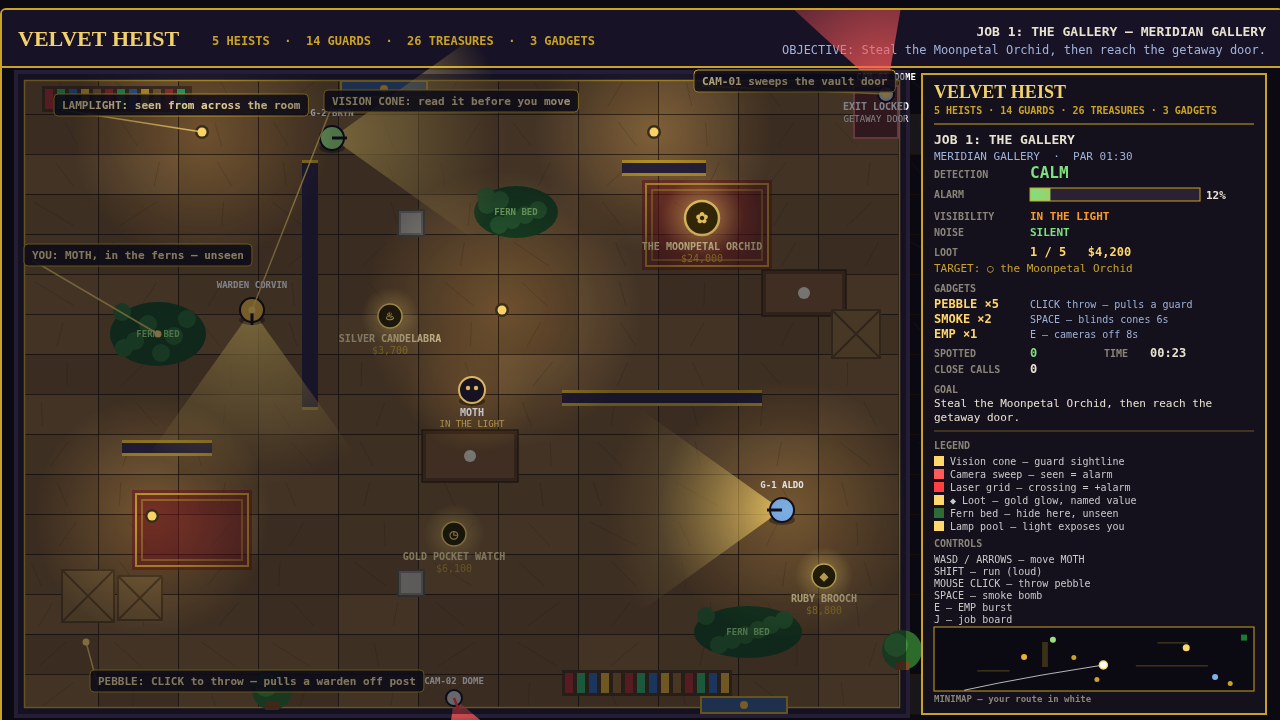 VELVET HEIST
5 HEISTS · 14 GUARDS · 26 TREASURES · 3 GADGETS
JOB 1: THE GALLERY — MERIDIAN GALLERY
OBJECTIVE: Steal the Moonpetal Orchid, then reach the getaway door.
CAM-01 sweeps the vault door
DOME
LAMPLIGHT: seen from across the room
VISION CONE: read it before you move
G-2 BRYN
EXIT LOCKED
GETAWAY DOOR
FERN BED
THE MOONPETAL ORCHID
$24,000
YOU: MOTH, in the ferns — unseen
WARDEN CORVIN
FERN BED
SILVER CANDELABRA
$3,700
MOTH
IN THE LIGHT
G-1 ALDO
GOLD POCKET WATCH
$6,100
RUBY BROOCH
$8,800
FERN BED
PEBBLE: CLICK to throw — pulls a warden off post
CAM-02 DOME
VELVET HEIST
5 HEISTS · 14 GUARDS · 26 TREASURES · 3 GADGETS
JOB 1: THE GALLERY
MERIDIAN GALLERY · PAR 01:30
DETECTION CALM
ALARM 12%
VISIBILITY IN THE LIGHT
NOISE SILENT
LOOT 1 / 5 $4,200
TARGET: ○ the Moonpetal Orchid
GADGETS
PEBBLE ×5 CLICK throw — pulls a guard
SMOKE ×2 SPACE — blinds cones 6s
EMP ×1 E — cameras off 8s
SPOTTED 0 TIME 00:23
CLOSE CALLS 0
GOAL
Steal the Moonpetal Orchid, then reach the
getaway door.
LEGEND
Vision cone — guard sightline
Camera sweep — seen = alarm
Laser grid — crossing = +alarm
◆ Loot — gold glow, named value
Fern bed — hide here, unseen
Lamp pool — light exposes you
CONTROLS
WASD / ARROWS — move MOTH
SHIFT — run (loud)
MOUSE CLICK — throw pebble
SPACE — smoke bomb
E — EMP burst
J — job board
MINIMAP — your route in white